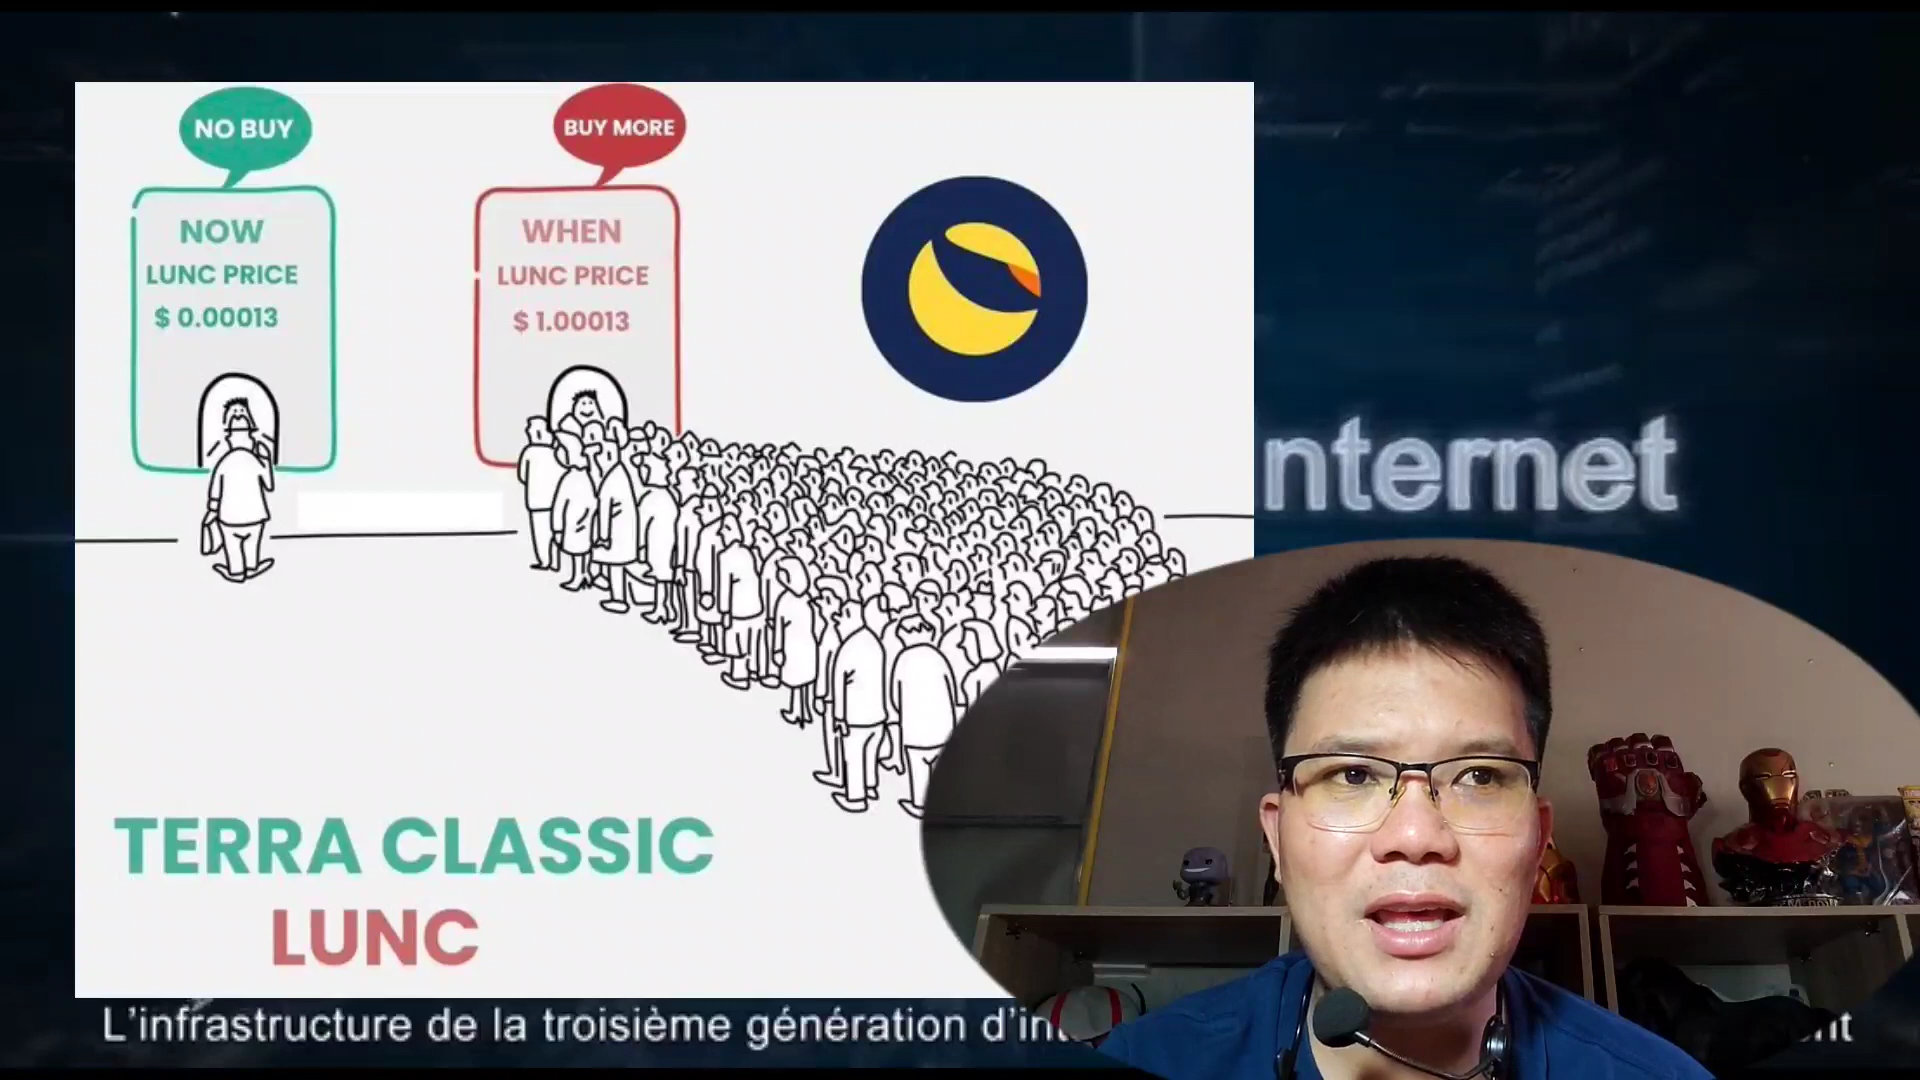 NO BUY
BUY MORE
NOW
LUNC PRICE
$ 0.00013
WHEN
LUNC PRICE
$ 1.00013
nternet
TERRA CLASSIC
LUNC
L'infrastructure de la troisième génération